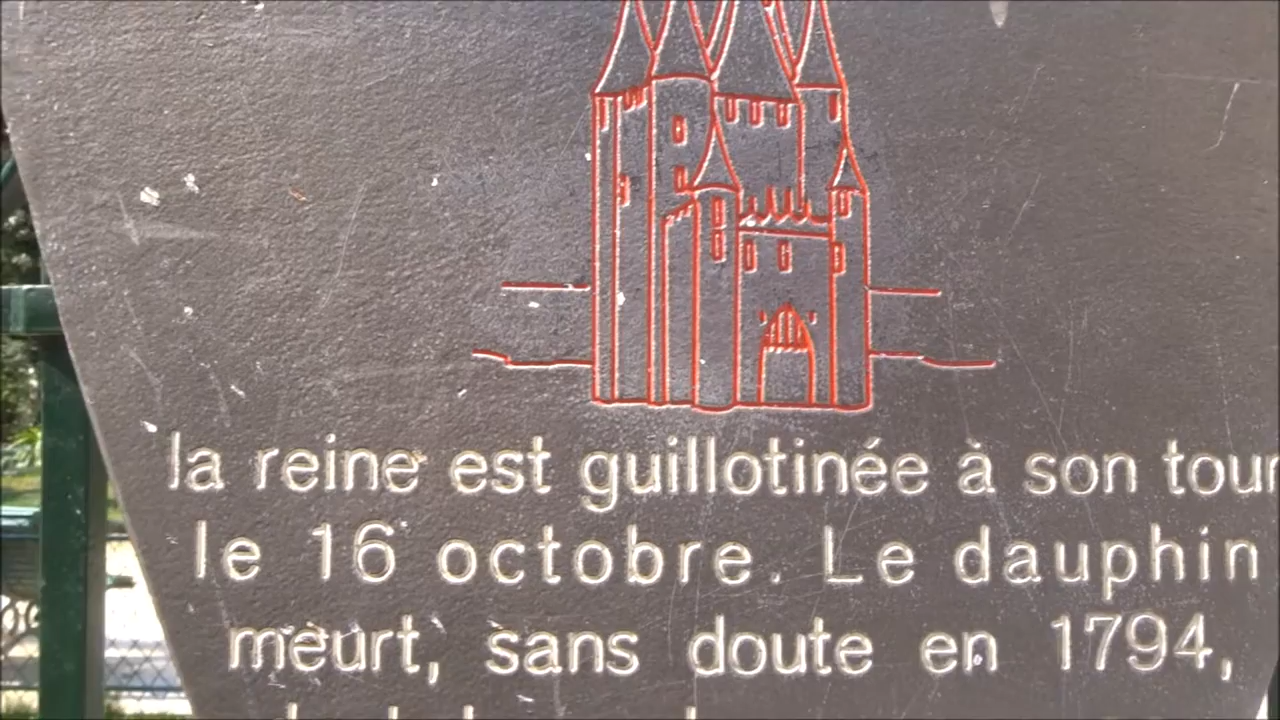 la reine est guillotinée à son tour
le 16 octobre. Le dauphin
meurt, sans doute en 1794,